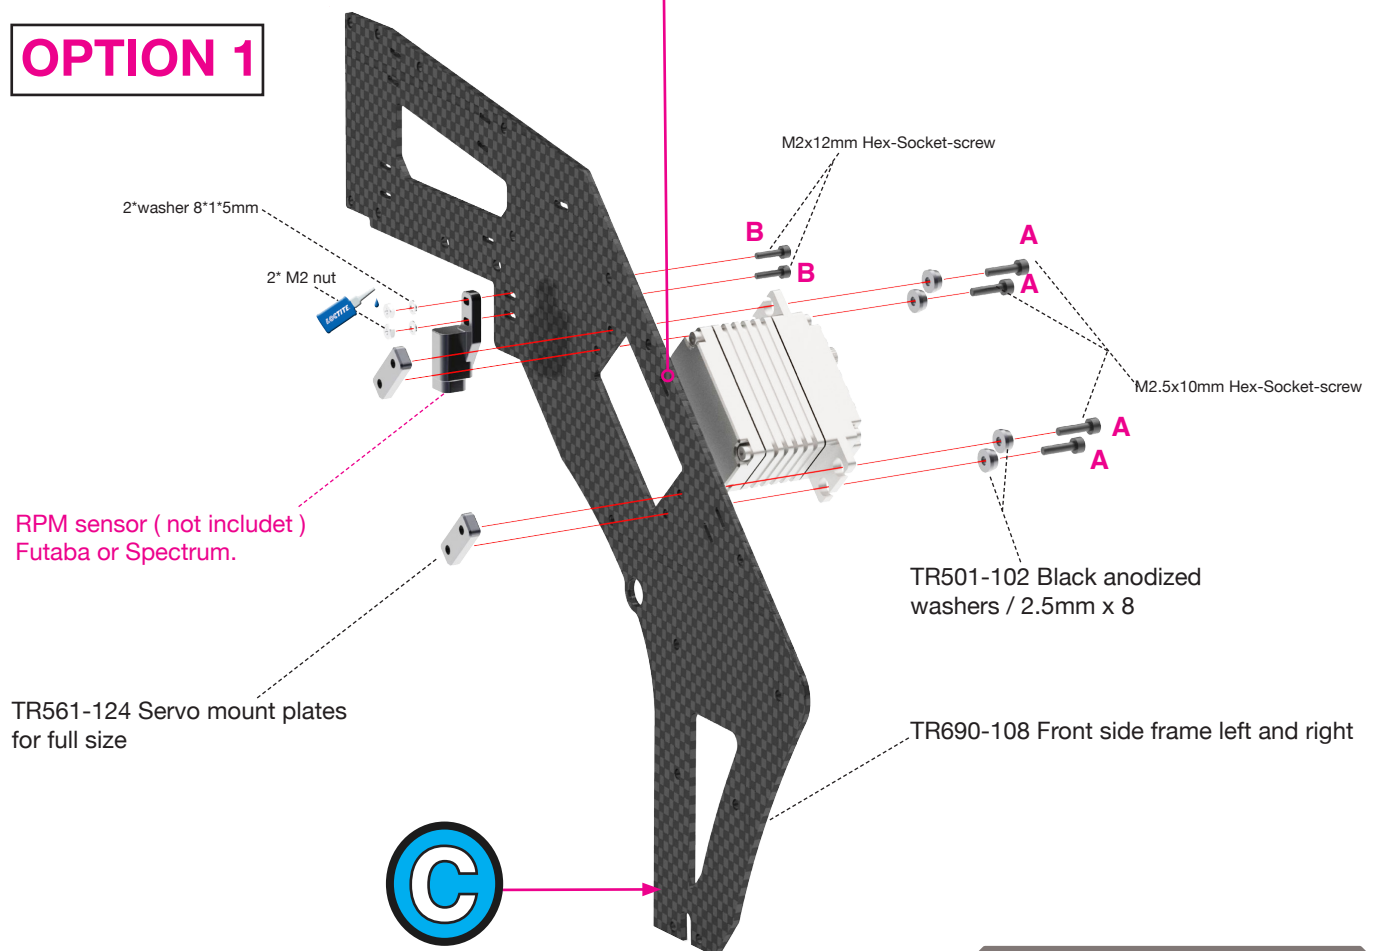 OPTION 1
M2x12mm Hex-Socket-screw
2*washer 8*1*5mm
B
A
B
A
2* M2 nut
LOCTITE
M2.5x10mm Hex-Socket-screw
A
A
RPM sensor ( not includet )
Futaba or Spectrum.
TR501-102 Black anodized
washers / 2.5mm x 8
TR561-124 Servo mount plates
for full size
TR690-108 Front side frame left and right
C